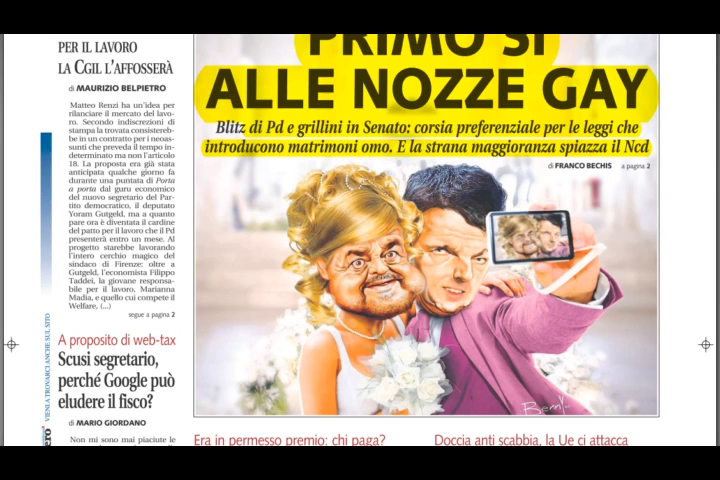 PER IL LAVORO
LA CGIL L'AFFOSSERÀ
di MAURIZIO BELPIETRO
Matteo Renzi ha un'idea per
rilanciare il mercato del lavo-
ro. Secondo indiscrezioni di
stampa la trovata consistereb-
be in un contratto per i neoas-
sunti che preveda il tempo in-
determinato ma non l'articolo
18. La proposta era già stata
anticipata qualche giorno fa
durante una puntata di Porta
a porta dal guru economico
del nuovo segretario del Par-
tito democratico, il deputato
Yoram Gutgeld, ma a quanto
pare ora è diventata il cardine
del patto per il lavoro che il Pd
presenterà entro un mese. Al
progetto starebbe lavorando
l'intero cerchio magico del
sindaco di Firenze: oltre a
Gutgeld, l'economista Filippo
Taddei, la giovane responsa-
bile per il lavoro, Marianna
Madia, e quello cui compete il
Welfare, (...)
segue a pagina 2
A proposito di web-tax
Scusi segretario,
perché Google può
eludere il fisco?
di MARIO GIORDANO
Non mi sono mai piaciute le
VIENI A TROVARCI ANCHE SUL SITO
PRIMO SÌ
ALLE NOZZE GAY
Blitz di Pd e grillini in Senato: corsia preferenziale per le leggi che
introducono matrimoni omo. E la strana maggioranza spiazza il Ncd
di FRANCO BECHIS a pagina 2
Era in permesso premio: chi paga?
Doccia anti scabbia, la Ue ci attacca